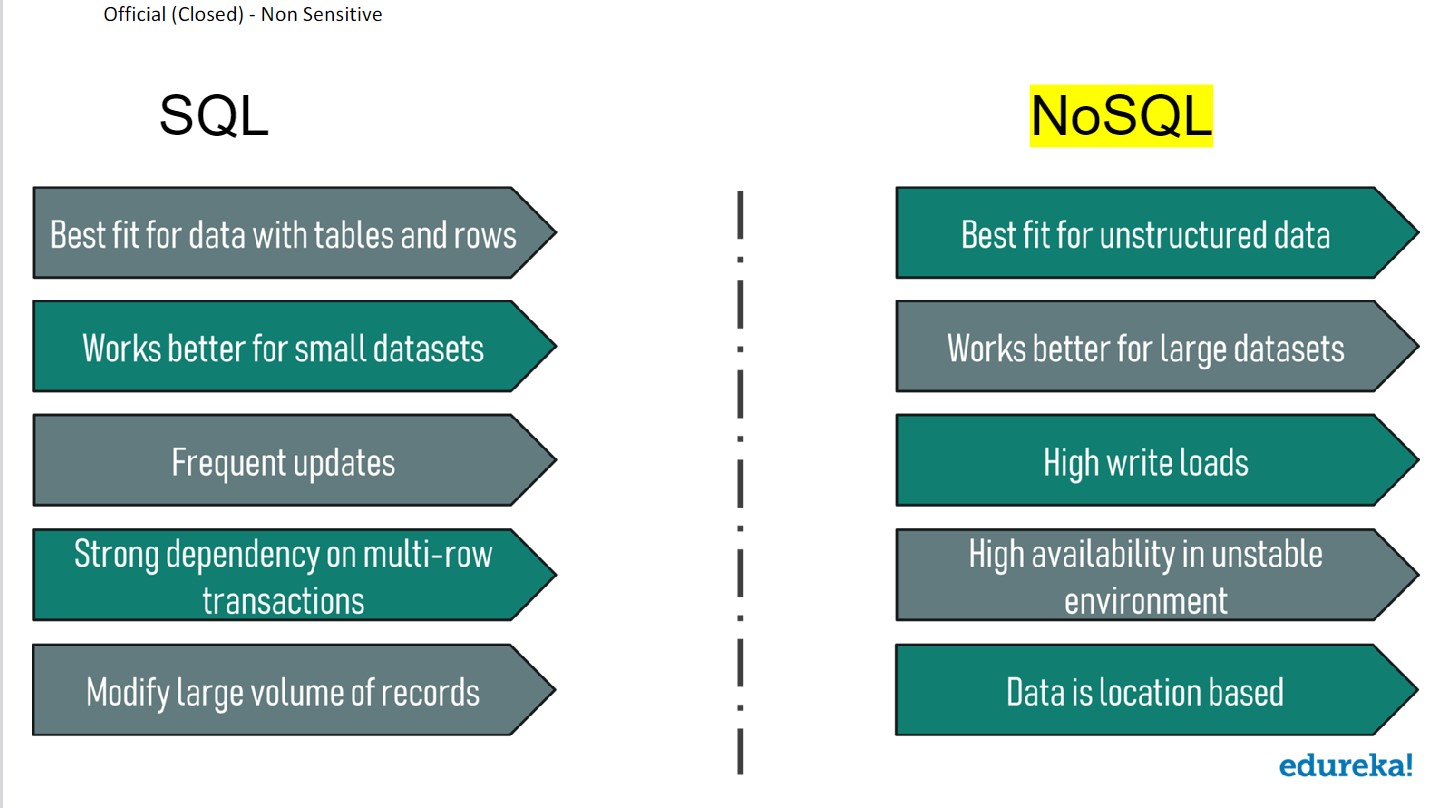 Official (Closed) - Non Sensitive
SQL
Best fit for data with tables and rows
Works better for small datasets
Frequent updates
Strong dependency on multi-row
transactions
Modify large volume of records
NoSQL
Best fit for unstructured data
Works better for large datasets
High write loads
High availability in unstable
environment
Data is location based
edureka!